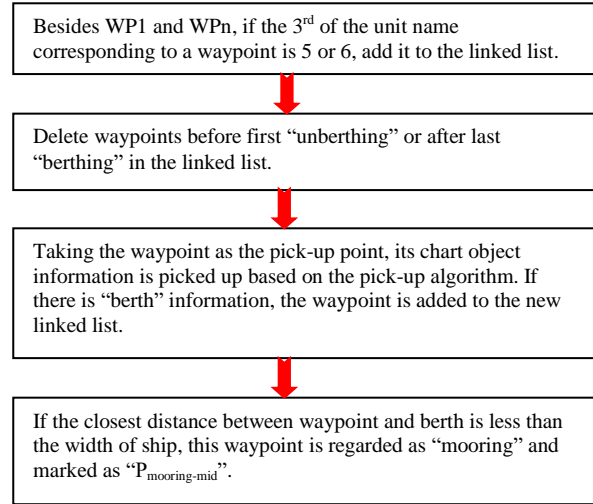 Besides WP1 and WPn, if the 3rd of the unit name
corresponding to a waypoint is 5 or 6, add it to the linked list.
Delete waypoints before first “unberthing” or after last
“berthing” in the linked list.
Taking the waypoint as the pick-up point, its chart object
information is picked up based on the pick-up algorithm. If
there is “berth” information, the waypoint is added to the new
linked list.
If the closest distance between waypoint and berth is less than
the width of ship, this waypoint is regarded as “mooring” and
marked as “Pmooring-mid”.